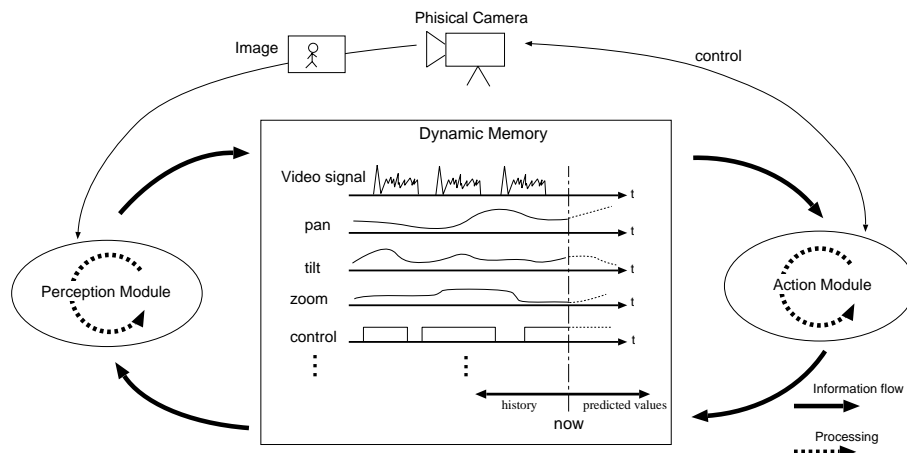 Phisical Camera
Image
control
Dynamic Memory
Video signal
t
pan
t
tilt
t
zoom
t
control
t
Perception Module
Action Module
history
predicted values
now
Information flow
Processing